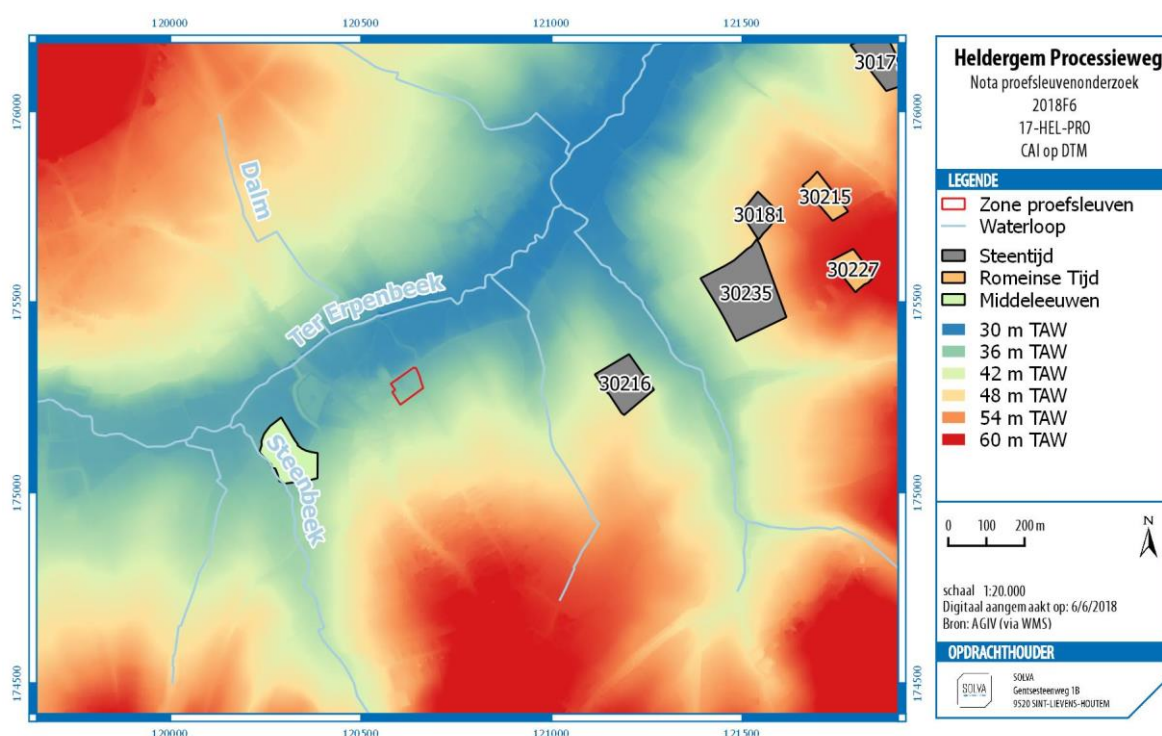 120000 120500 121000 121500
176000
175500
175000
174500
Dalm
Ter Erpenbeek
Steenbeek
3017
30215
30181
30227
30235
30216
176000
175500
175000
174500
120000 120500 121000 121500
Heldergem Processieweg
Nota proefsleuvenonderzoek
2018F6
17-HEL-PRO
CAI op DTM
LEGENDE
Zone proefsleuven
Waterloop
Steentijd
Romeinse Tijd
Middeleeuwen
30 m TAW
36 m TAW
42 m TAW
48 m TAW
54 m TAW
60 m TAW
0 100 200 m
N
schaal 1:20.000
Digitaal aangemaakt op: 6/6/2018
Bron: AGIV (via WMS)
OPDRACHTHOUDER
SOLVA
SOLVA
Gentsesteenweg 1B
9520 SINT-LIEVENS-HOUTEM